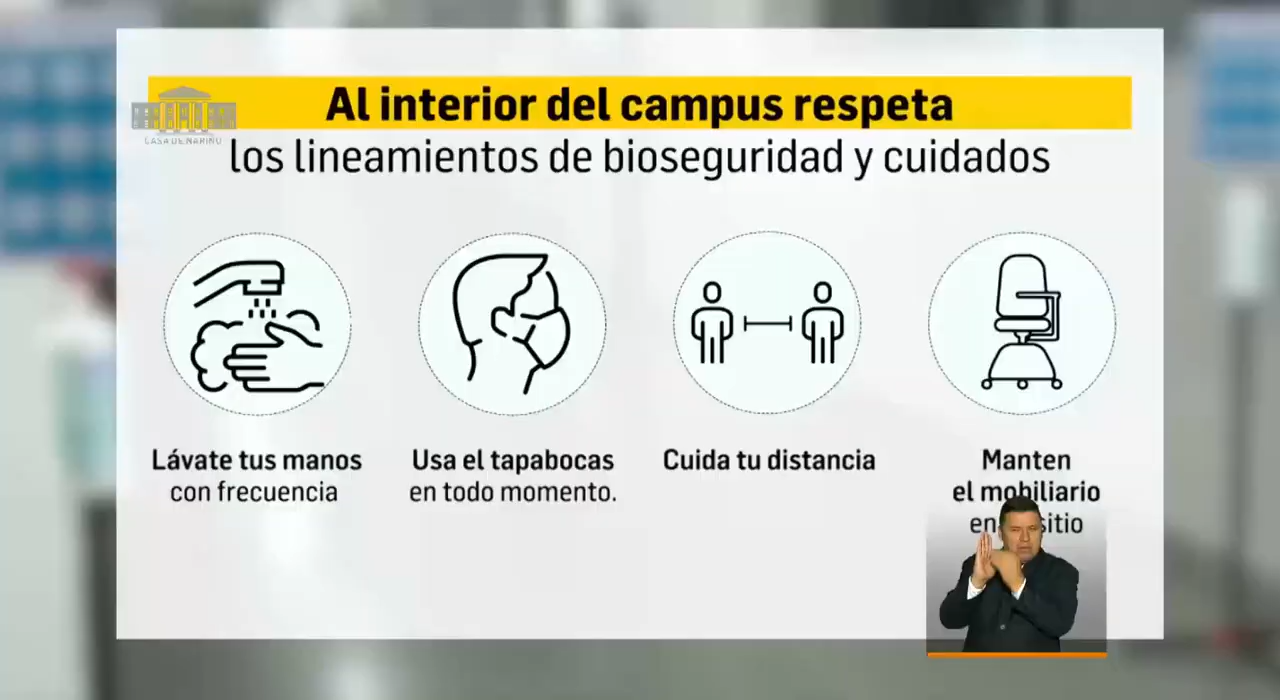 Al interior del campus respeta
CASA DE NARIÑO
los lineamientos de bioseguridad y cuidados
Lávate tus manos
con frecuencia
Usa el tapabocas
en todo momento.
Cuida tu distancia
Manten
el mobiliario
en sitio